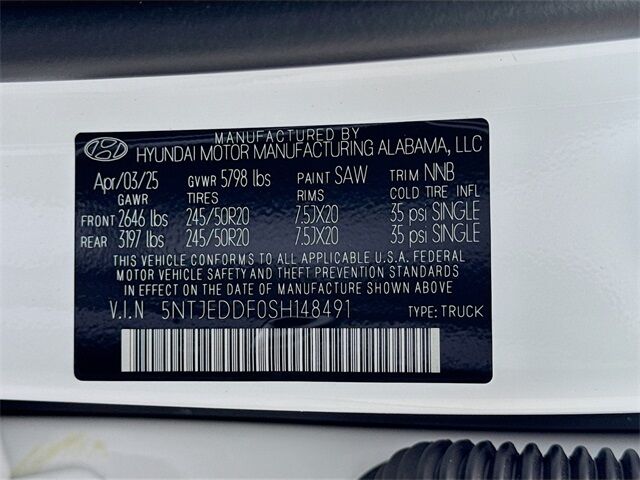 MANUFACTURED BY
HYUNDAI MOTOR MANUFACTURING ALABAMA, LLC
Apr/03/25 GVWR 5798 lbs PAINT SAW TRIM NNB
GAWR TIRES RIMS COLD TIRE INFL
FRONT 2646 lbs 245/50R20 7.5JX20 35 psi SINGLE
REAR 3197 lbs 245/50R20 7.5JX20 35 psi SINGLE
THIS VEHICLE CONFORMS TO ALL APPLICABLE U.S.A. FEDERAL
MOTOR VEHICLE SAFETY AND THEFT PREVENTION STANDARDS
IN EFFECT ON THE DATE OF MANUFACTURE SHOWN ABOVE.
V.I.N 5NTJEDDF0SH148491 TYPE: TRUCK